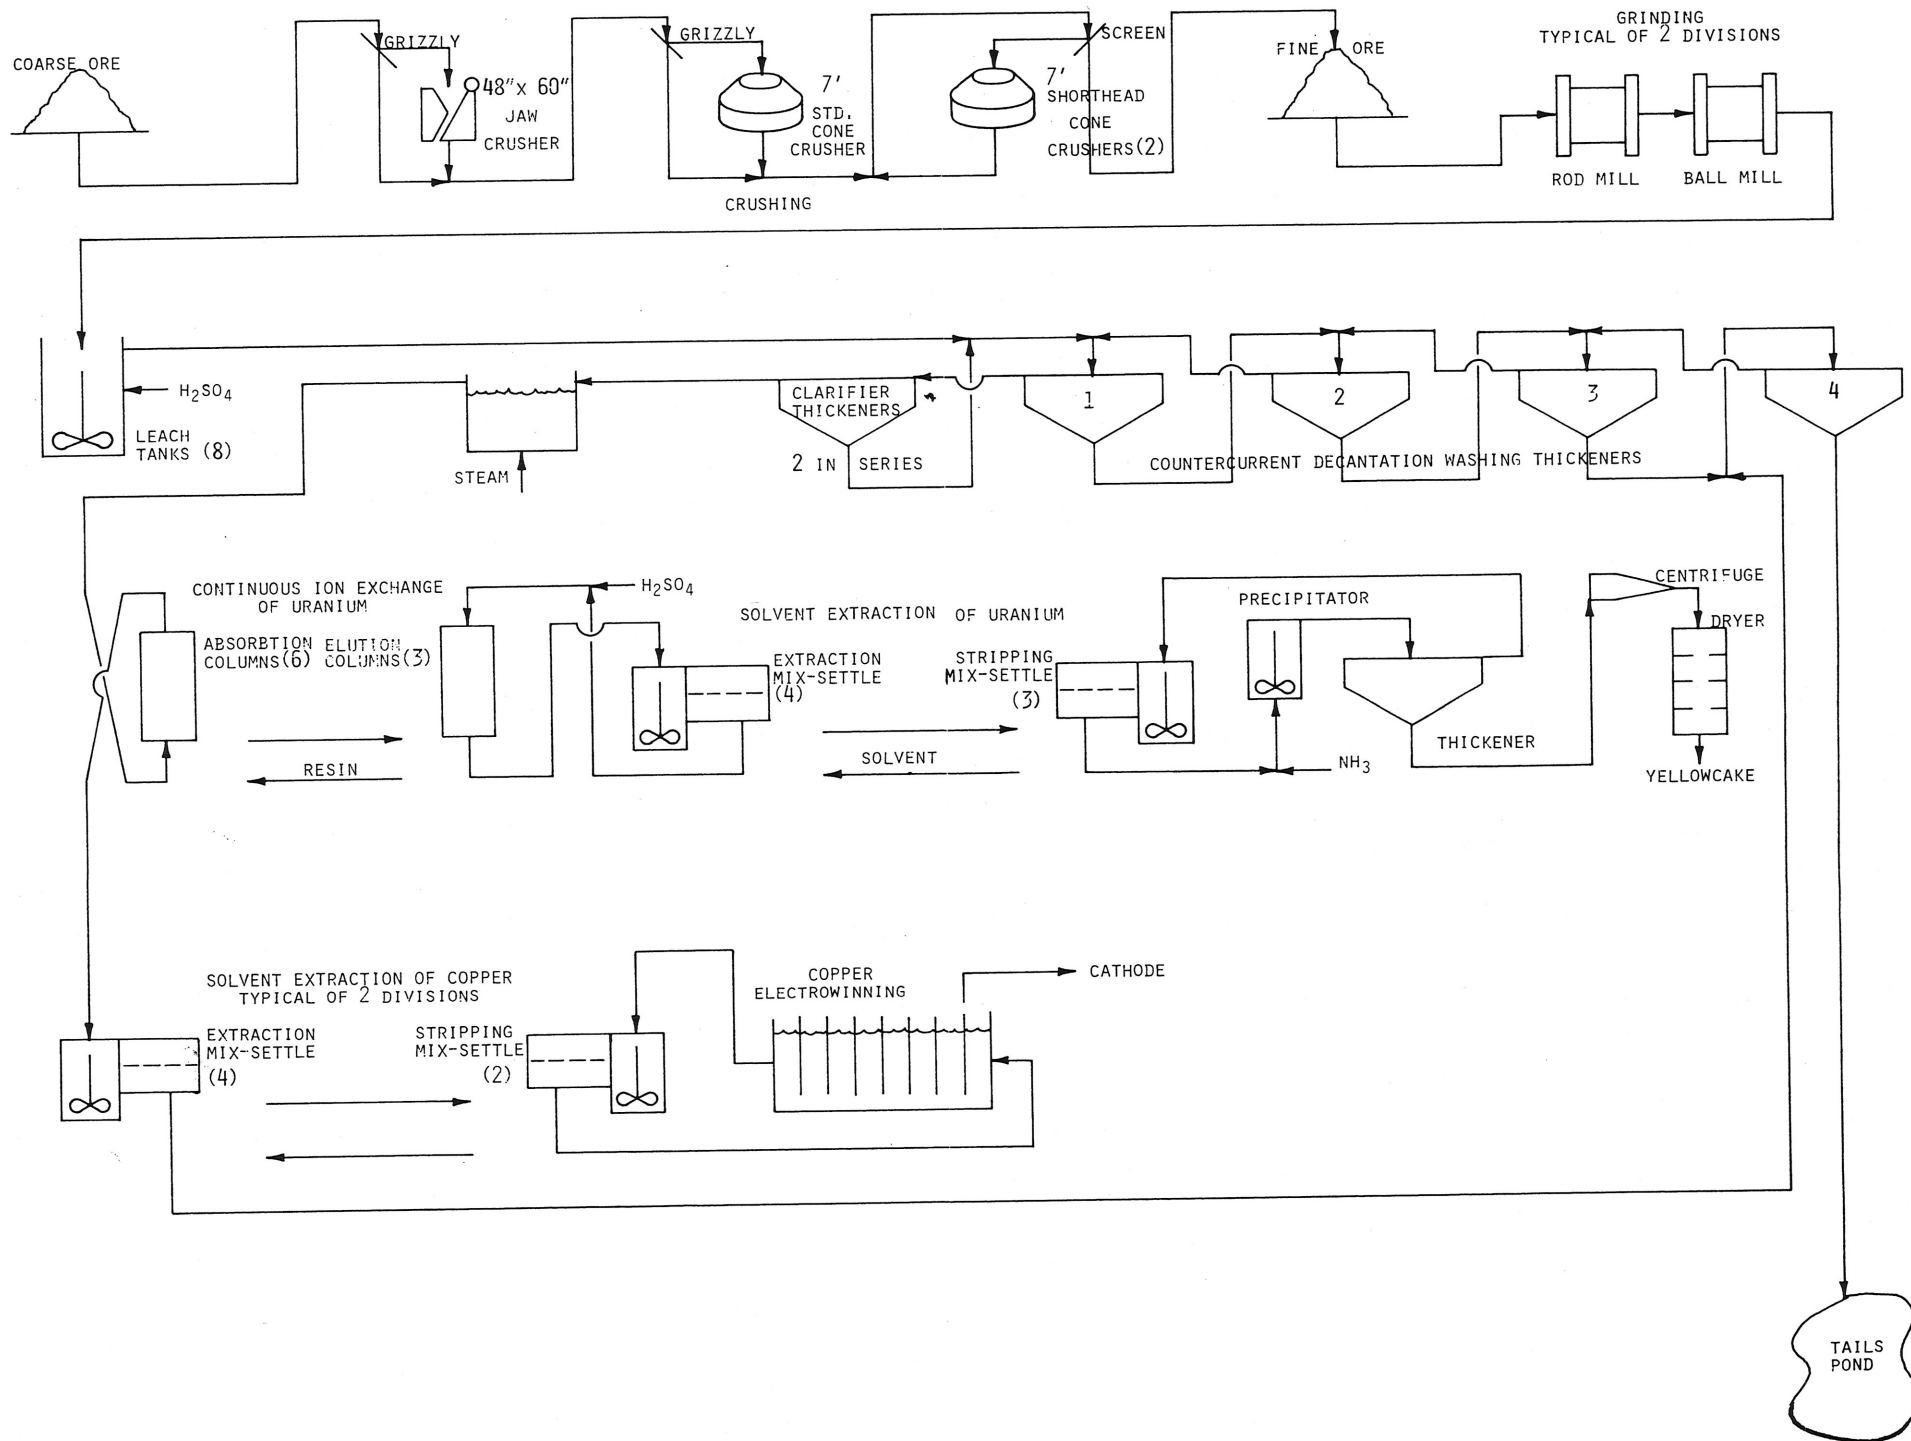 COARSE ORE
GRIZZLY
48"x 60"
JAW
CRUSHER
GRIZZLY
7'
STD.
CONE
CRUSHER
CRUSHING
SCREEN
7'
SHORTHEAD
CONE
CRUSHERS(2)
FINE ORE
GRINDING
TYPICAL OF 2 DIVISIONS
ROD MILL
BALL MILL
H₂SO₄
LEACH
TANKS (8)
STEAM
CLARIFIER
THICKENERS
2 IN SERIES
1
2
3
4
COUNTERCURRENT DECANTATION WASHING THICKENERS
CONTINUOUS ION EXCHANGE
OF URANIUM
ABSORBTION
COLUMNS(6)
ELUTION
COLUMNS(3)
RESIN
H₂SO₄
SOLVENT EXTRACTION OF URANIUM
EXTRACTION
MIX-SETTLE
(4)
SOLVENT
STRIPPING
MIX-SETTLE
(3)
PRECIPITATOR
NH₃
THICKENER
CENTRIFUGE
DRYER
YELLOWCAKE
SOLVENT EXTRACTION OF COPPER
TYPICAL OF 2 DIVISIONS
EXTRACTION
MIX-SETTLE
(4)
STRIPPING
MIX-SETTLE
(2)
COPPER
ELECTROWINNING
CATHODE
TAILS
POND